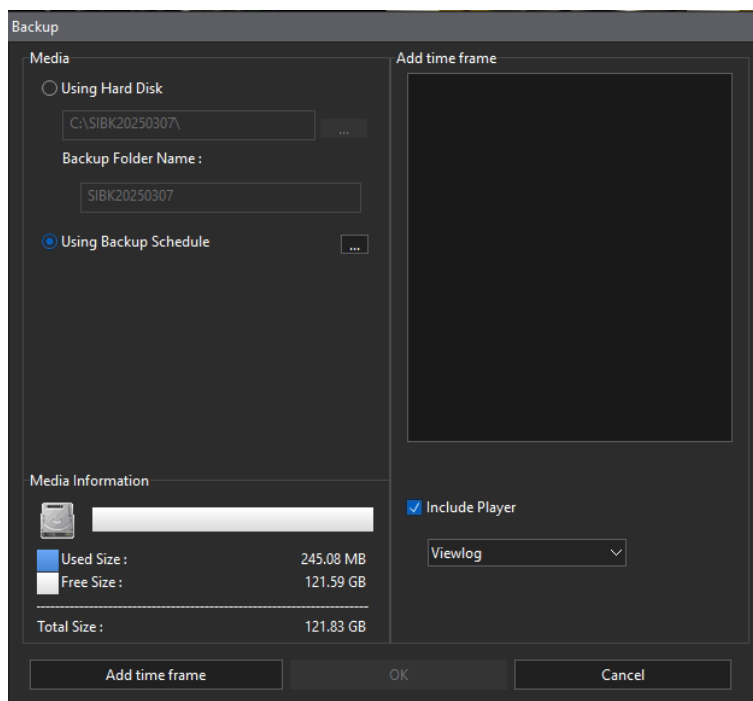 Backup
Media
Using Hard Disk
C:\SIBK20250307\
...
Backup Folder Name :
SIBK20250307
Using Backup Schedule
...
Media Information
Used Size : 245.08 MB
Free Size : 121.59 GB
Total Size : 121.83 GB
Add time frame
Include Player
Viewlog
Add time frame
OK
Cancel